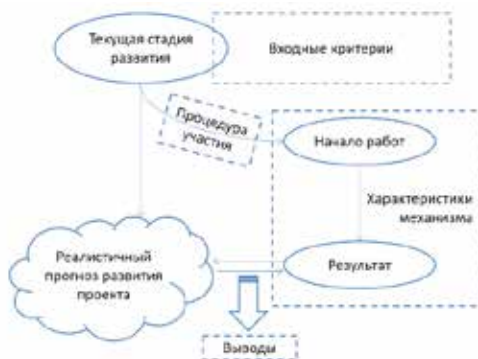 Текущая стадия
развития
Входные критерии
Процедура
участия
Начало работ
Характеристики
механизма
Реалистичный
прогноз развития
проекта
Результат
Выводы